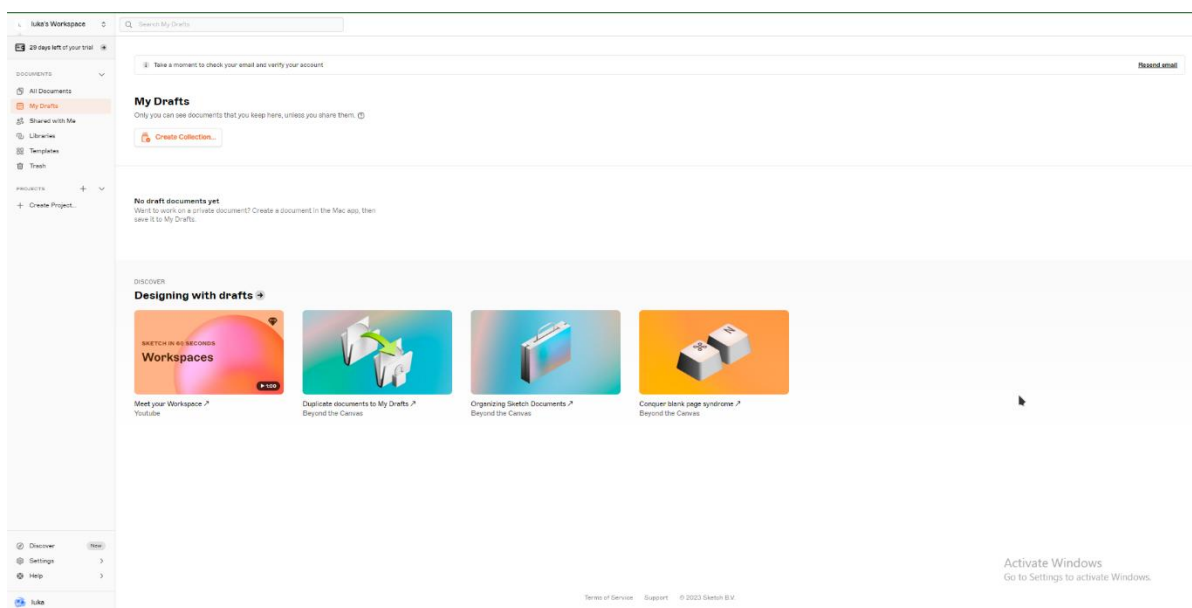 luka's Workspace
Search My Drafts
29 days left of your trial
Take a moment to check your email and verify your account
Resend email
DOCUMENTS
All Documents
My Drafts
Shared with Me
Libraries
Templates
Trash
PROJECTS
Create Project...
My Drafts
Only you can see documents that you keep here, unless you share them.
Create Collection...
No draft documents yet
Want to work on a private document? Create a document in the Mac app, then
save it to My Drafts.
DISCOVER
Designing with drafts
SKETCH IN 60 SECONDS
Workspaces
1:00
⌘ N
Meet your Workspace ↗
Youtube
Duplicate documents to My Drafts ↗
Beyond the Canvas
Organizing Sketch Documents ↗
Beyond the Canvas
Conquer blank page syndrome ↗
Beyond the Canvas
Discover New
Settings
Help
luka
Activate Windows
Go to Settings to activate Windows.
Terms of Service Support © 2023 Sketch B.V.